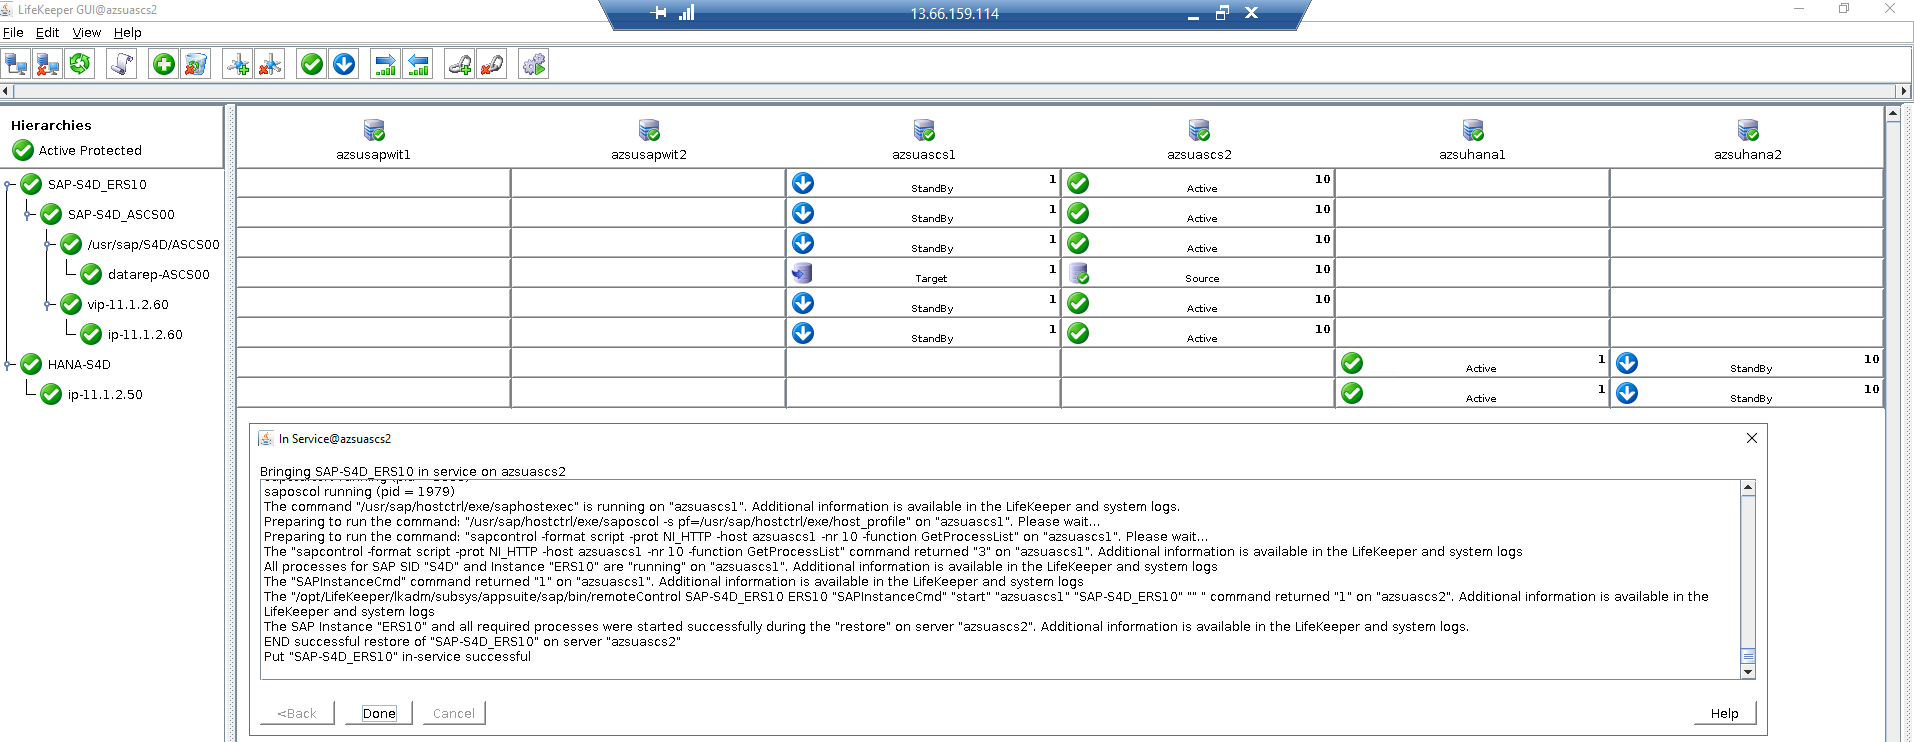 LifeKeeper GUI@azsuascs2
13.66.159.114
File Edit View Help
Hierarchies
Active Protected
azsusapwit1 azsusapwit2 azsuascs1 azsuascs2 azsuhana1 azsuhana2
SAP-S4D_ERS10 StandBy 1 Active 10
SAP-S4D_ASCS00 StandBy 1 Active 10
/usr/sap/S4D/ASCS00 StandBy 1 Active 10
datarep-ASCS00 Target 1 Source 10
vip-11.1.2.60 StandBy 1 Active 10
ip-11.1.2.60 StandBy 1 Active 10
HANA-S4D Active 1 StandBy 10
ip-11.1.2.50 Active 1 StandBy 10
In Service@azsuascs2
Bringing SAP-S4D_ERS10 in service on azsuascs2
saposcol running (pid = 1979)
The command "/usr/sap/hostctrl/exe/saphostexec" is running on "azsuascs1". Additional information is available in the LifeKeeper and system logs.
Preparing to run the command: "/usr/sap/hostctrl/exe/saposcol -s pf=/usr/sap/hostctrl/exe/host_profile" on "azsuascs1". Please wait...
Preparing to run the command: "sapcontrol -format script -prot NI_HTTP -host azsuascs1 -nr 10 -function GetProcessList" on "azsuascs1". Please wait...
The "sapcontrol -format script -prot NI_HTTP -host azsuascs1 -nr 10 -function GetProcessList" command returned "3" on "azsuascs1". Additional information is available in the LifeKeeper and system logs
All processes for SAP SID "S4D" and Instance "ERS10" are "running" on "azsuascs1". Additional information is available in the LifeKeeper and system logs
The "SAPInstanceCmd" command returned "1" on "azsuascs1". Additional information is available in the LifeKeeper and system logs
The "/opt/LifeKeeper/lkadm/subsys/appsuite/sap/bin/remoteControl SAP-S4D_ERS10 ERS10 "SAPInstanceCmd" "start" "azsuascs1" "SAP-S4D_ERS10" "" " command returned "1" on "azsuascs2". Additional information is available in the
LifeKeeper and system logs
The SAP Instance "ERS10" and all required processes were started successfully during the "restore" on server "azsuascs2". Additional information is available in the LifeKeeper and system logs.
END successful restore of "SAP-S4D_ERS10" on server "azsuascs2"
Put "SAP-S4D_ERS10" in-service successful
<Back Done Cancel Help